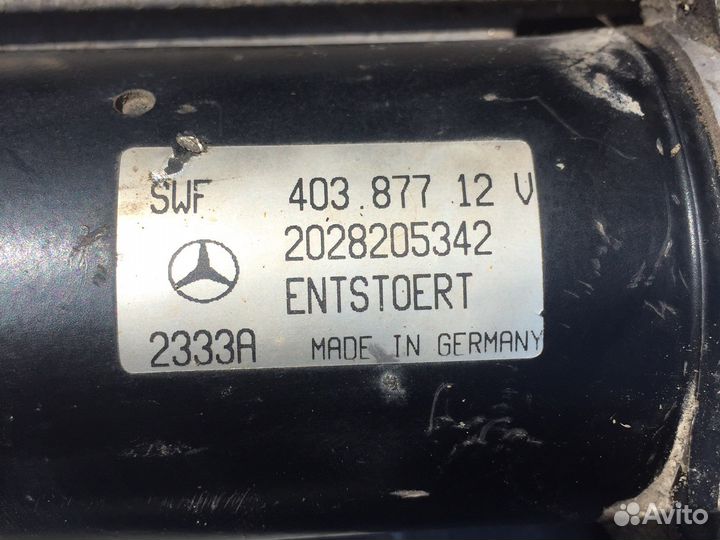 SWF 403.877 12 V
2028205342
ENTSTOERT
2333A MADE IN GERMANY
Avito